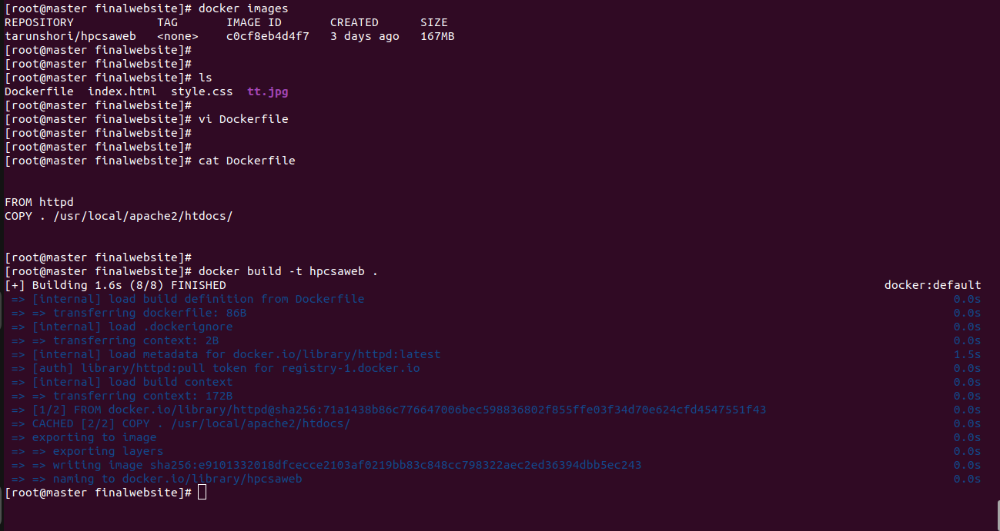 [root@master finalwebsite]# docker images
REPOSITORY            TAG       IMAGE ID       CREATED      SIZE
tarunshori/hpcsaweb   <none>    c0cf8eb4d4f7   3 days ago   167MB
[root@master finalwebsite]#
[root@master finalwebsite]#
[root@master finalwebsite]# ls
Dockerfile  index.html  style.css  tt.jpg
[root@master finalwebsite]#
[root@master finalwebsite]# vi Dockerfile
[root@master finalwebsite]#
[root@master finalwebsite]#
[root@master finalwebsite]# cat Dockerfile
FROM httpd
COPY . /usr/local/apache2/htdocs/
[root@master finalwebsite]#
[root@master finalwebsite]# docker build -t hpcsaweb .
[+] Building 1.6s (8/8) FINISHED docker:default
=> [internal] load build definition from Dockerfile 0.0s
=> => transferring dockerfile: 86B 0.0s
=> [internal] load .dockerignore 0.0s
=> => transferring context: 2B 0.0s
=> [internal] load metadata for docker.io/library/httpd:latest 1.5s
=> [auth] library/httpd:pull token for registry-1.docker.io 0.0s
=> [internal] load build context 0.0s
=> => transferring context: 172B 0.0s
=> [1/2] FROM docker.io/library/httpd@sha256:71a1438b86c776647006bec598836802f855ffe03f34d70e624cfd4547551f43 0.0s
=> CACHED [2/2] COPY . /usr/local/apache2/htdocs/ 0.0s
=> exporting to image 0.0s
=> => exporting layers 0.0s
=> => writing image sha256:e9101332018dfcecce2103af0219bb83c848cc798322aec2ed36394dbb5ec243 0.0s
=> => naming to docker.io/library/hpcsaweb 0.0s
[root@master finalwebsite]#